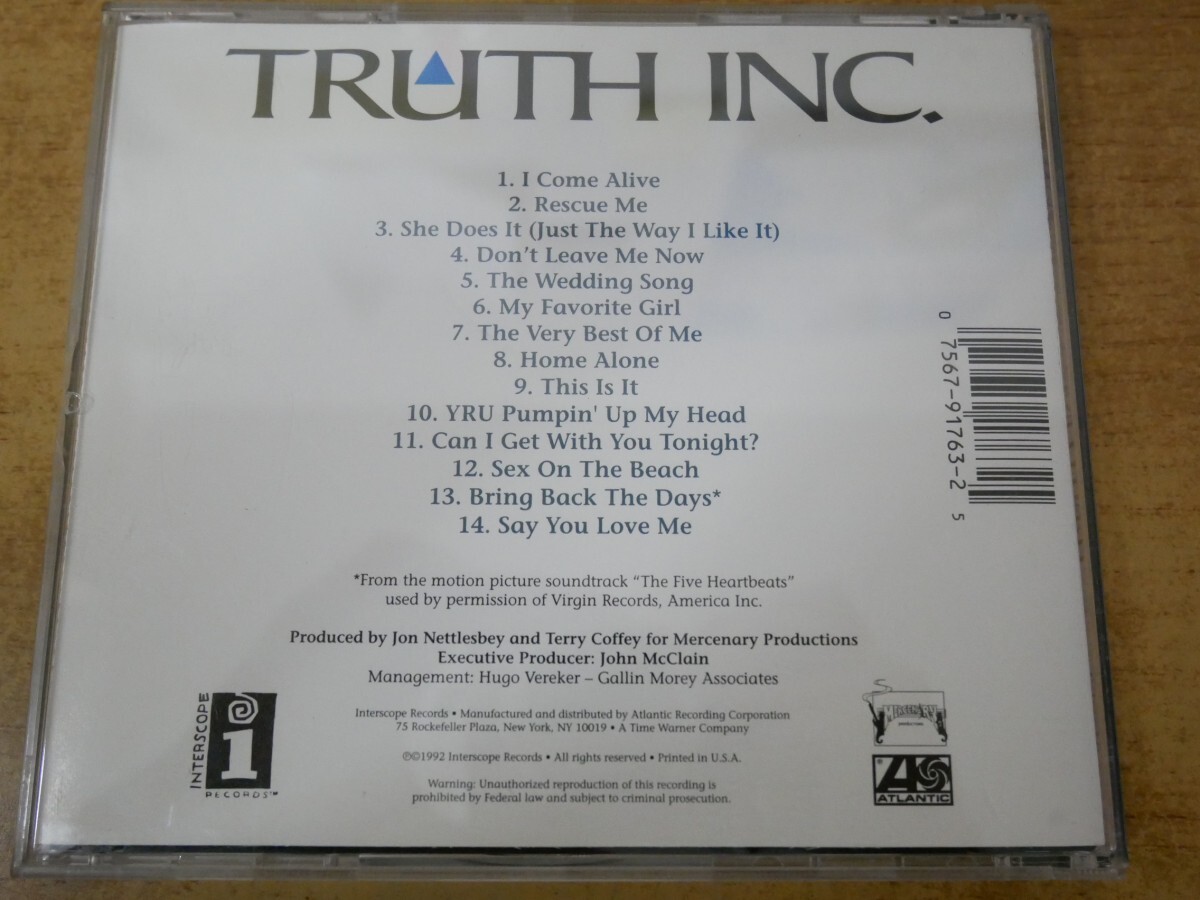 TRUTH INC.
1. I Come Alive
2. Rescue Me
3. She Does It (Just The Way I Like It)
4. Don't Leave Me Now
5. The Wedding Song
6. My Favorite Girl
7. The Very Best Of Me
8. Home Alone
9. This Is It
10. YRU Pumpin' Up My Head
11. Can I Get With You Tonight?
12. Sex On The Beach
13. Bring Back The Days*
14. Say You Love Me
0 7567-91763-2 5
*From the motion picture soundtrack “The Five Heartbeats”
used by permission of Virgin Records, America Inc.
Produced by Jon Nettlesbey and Terry Coffey for Mercenary Productions
Executive Producer: John McClain
Management: Hugo Vereker – Gallin Morey Associates
Interscope Records • Manufactured and distributed by Atlantic Recording Corporation
75 Rockefeller Plaza, New York, NY 10019 • A Time Warner Company
℗©1992 Interscope Records • All rights reserved • Printed in U.S.A.
Warning: Unauthorized reproduction of this recording is
prohibited by Federal law and subject to criminal prosecution.
INTERSCOPE
i
RECORDS™
MERCENARY
A
ATLANTIC